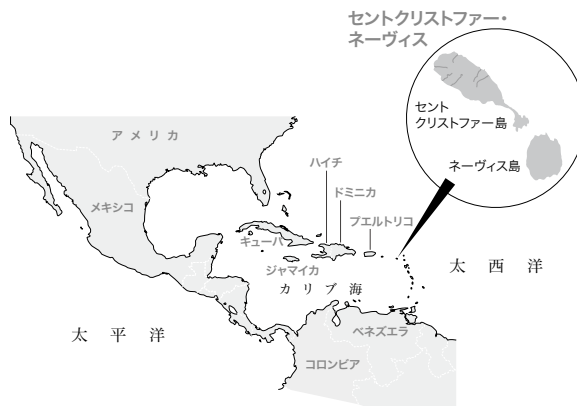 セントクリストファー・
ネーヴィス
セント
クリストファー島
ネーヴィス島
アメリカ
メキシコ
ハイチ
ドミニカ
プエルトリコ
キューバ
ジャマイカ
カリブ海
太西洋
太平洋
ベネズエラ
コロンビア